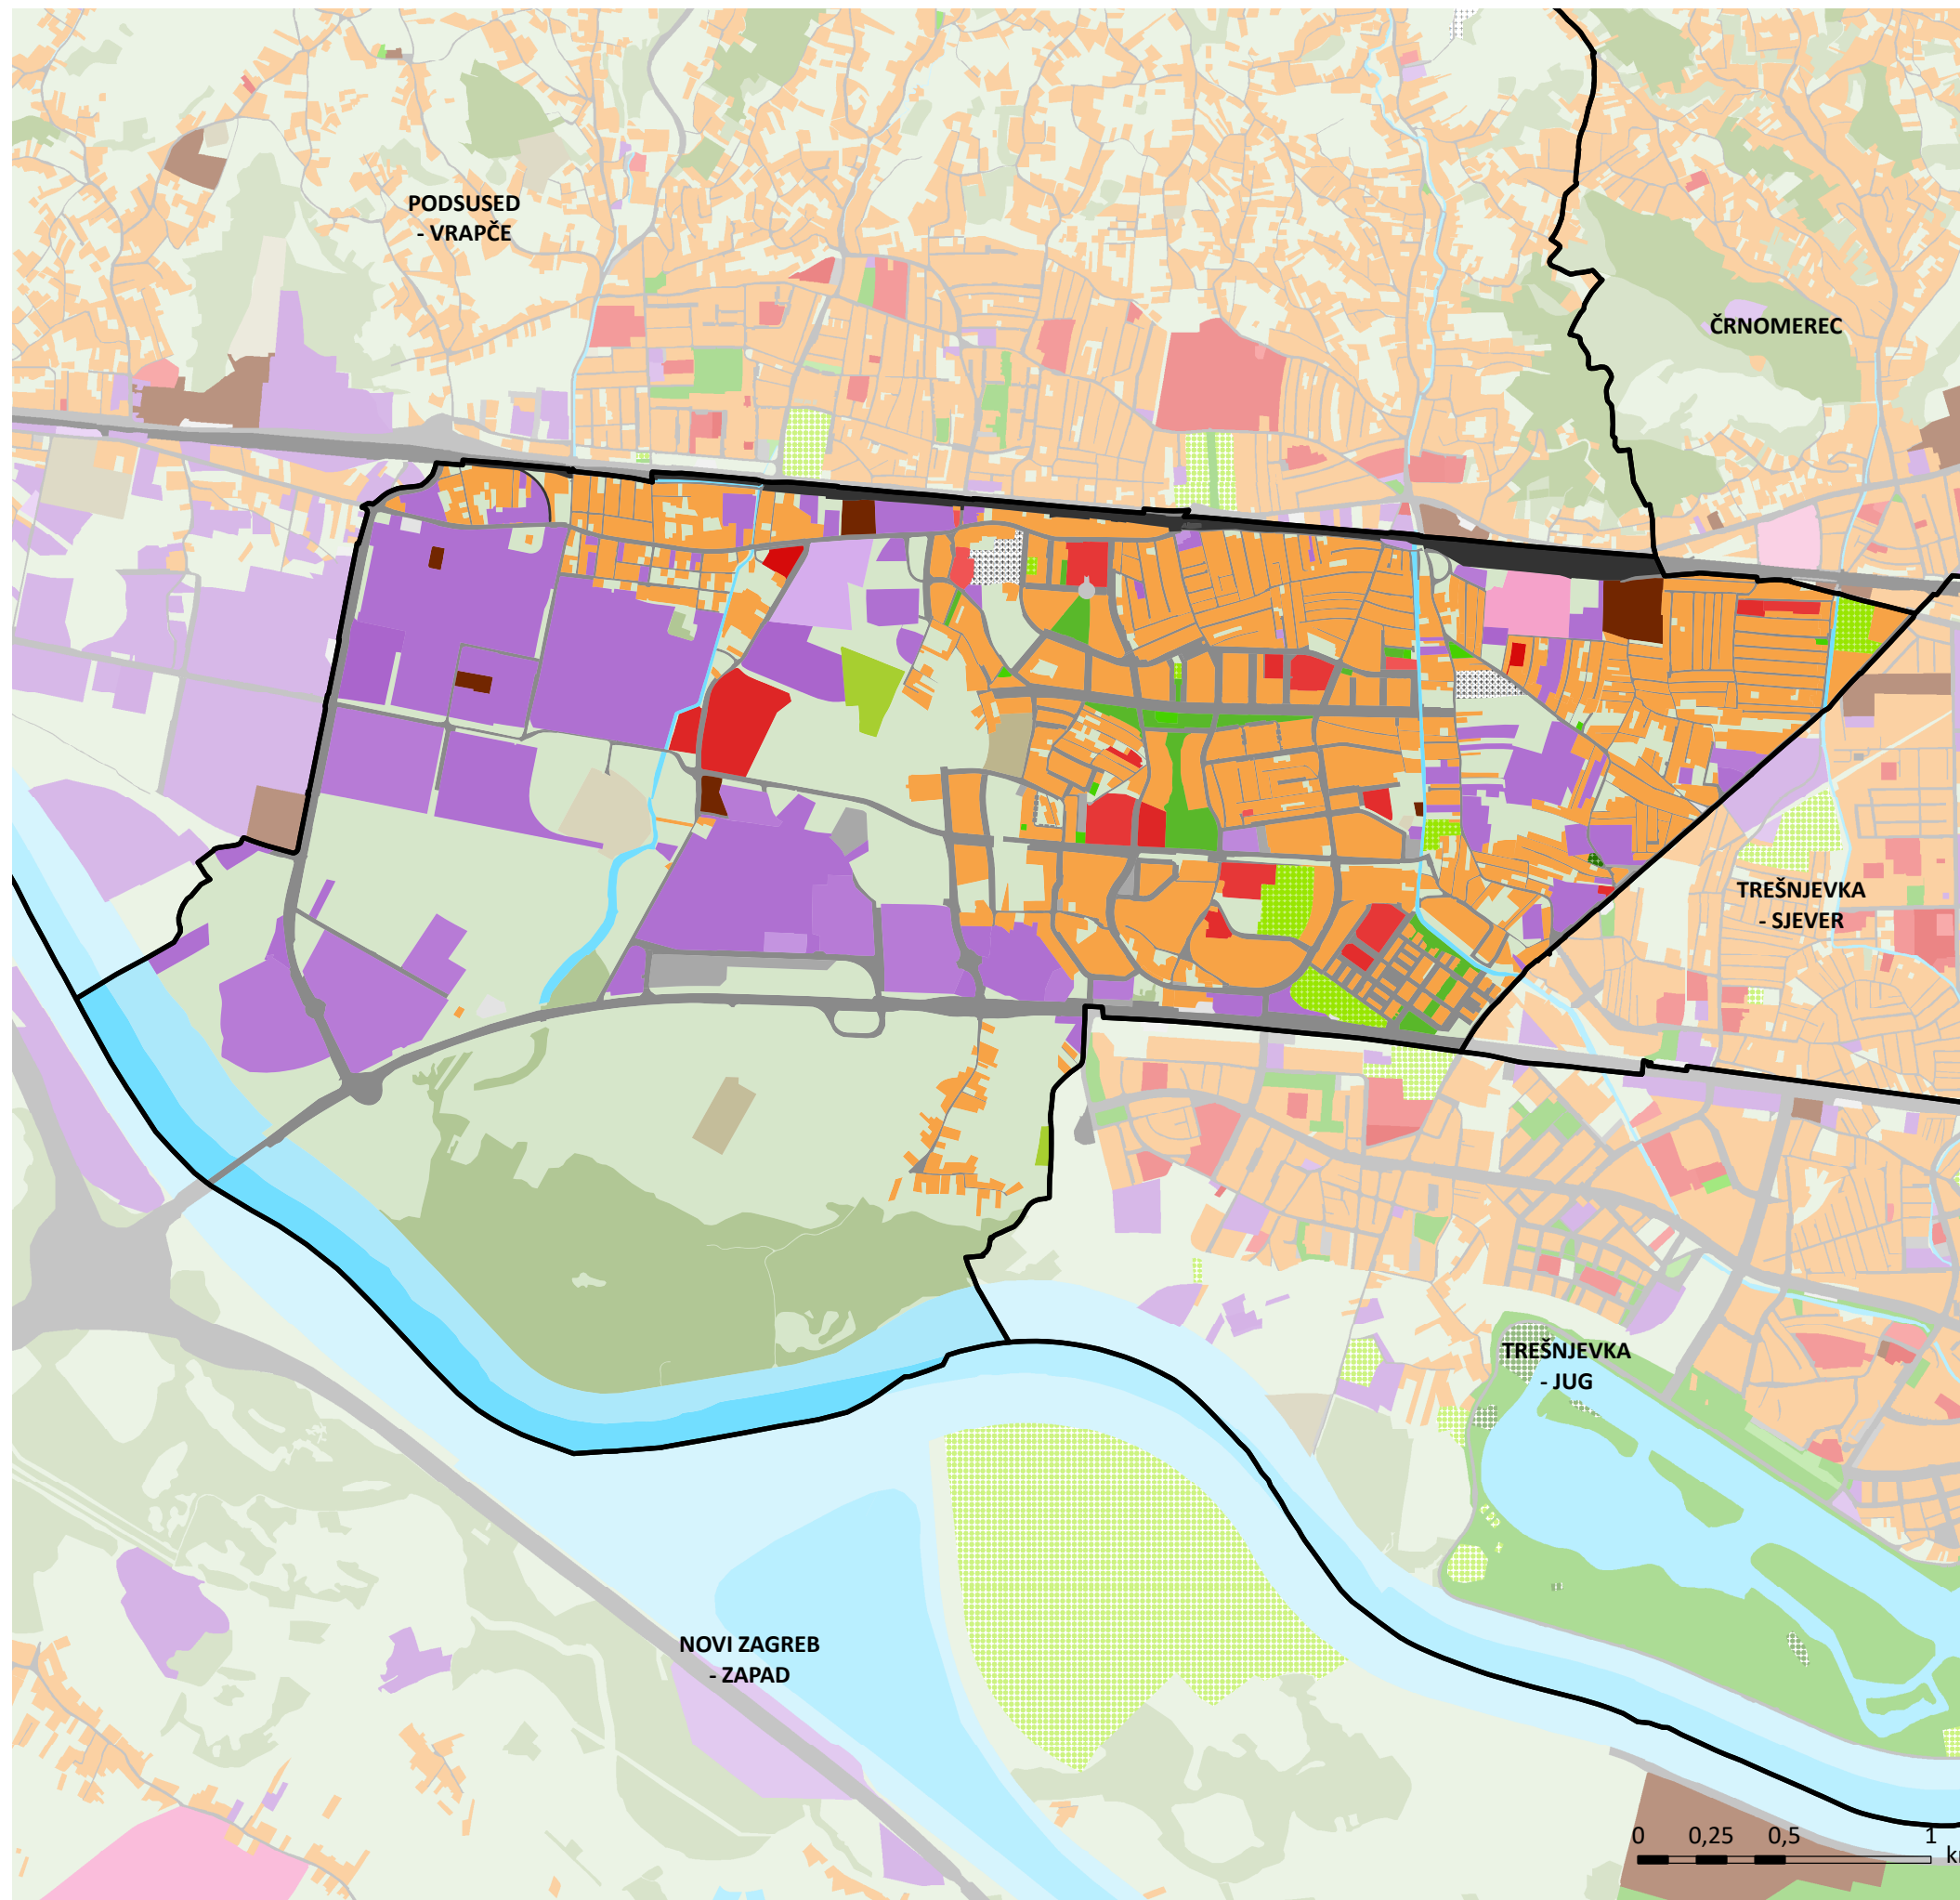 PODSUSED
- VRAPČE
ČRNOMEREC
TREŠNJEVKA
- SJEVER
TREŠNJEVKA
- JUG
NOVI ZAGREB
- ZAPAD
0 0,25 0,5 1